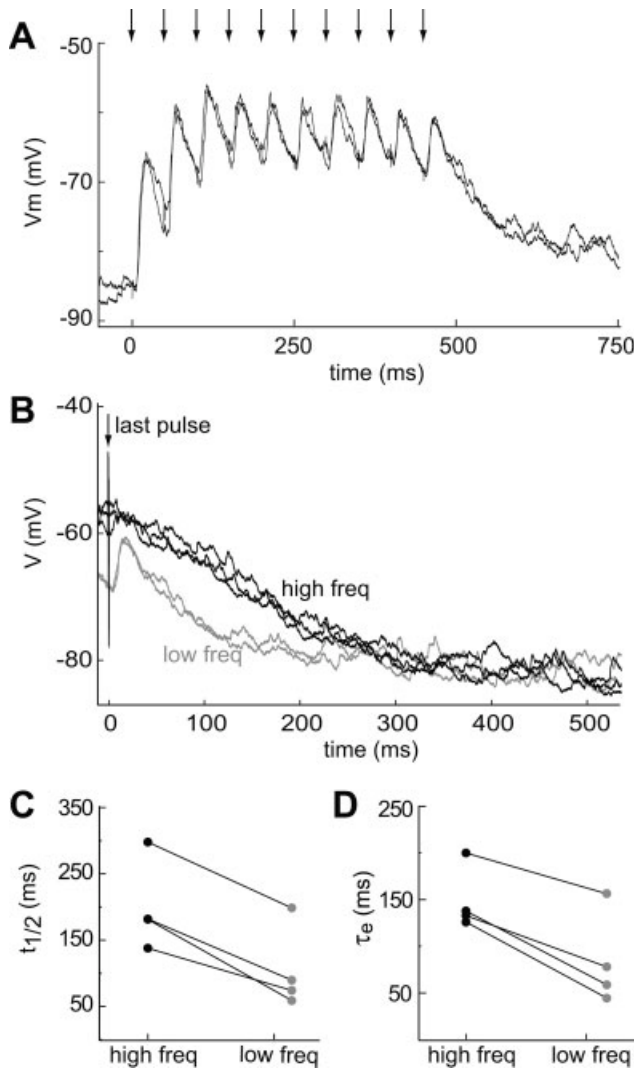 A
-50
-70
-90
Vm (mV)
0
250
500
750
time (ms)
B
-40
-60
-80
V (mV)
last pulse
high freq
low freq
0
100
200
300
400
500
time (ms)
C
350
250
150
50
t1/2 (ms)
high freq
low freq
D
250
150
50
τe (ms)
high freq
low freq